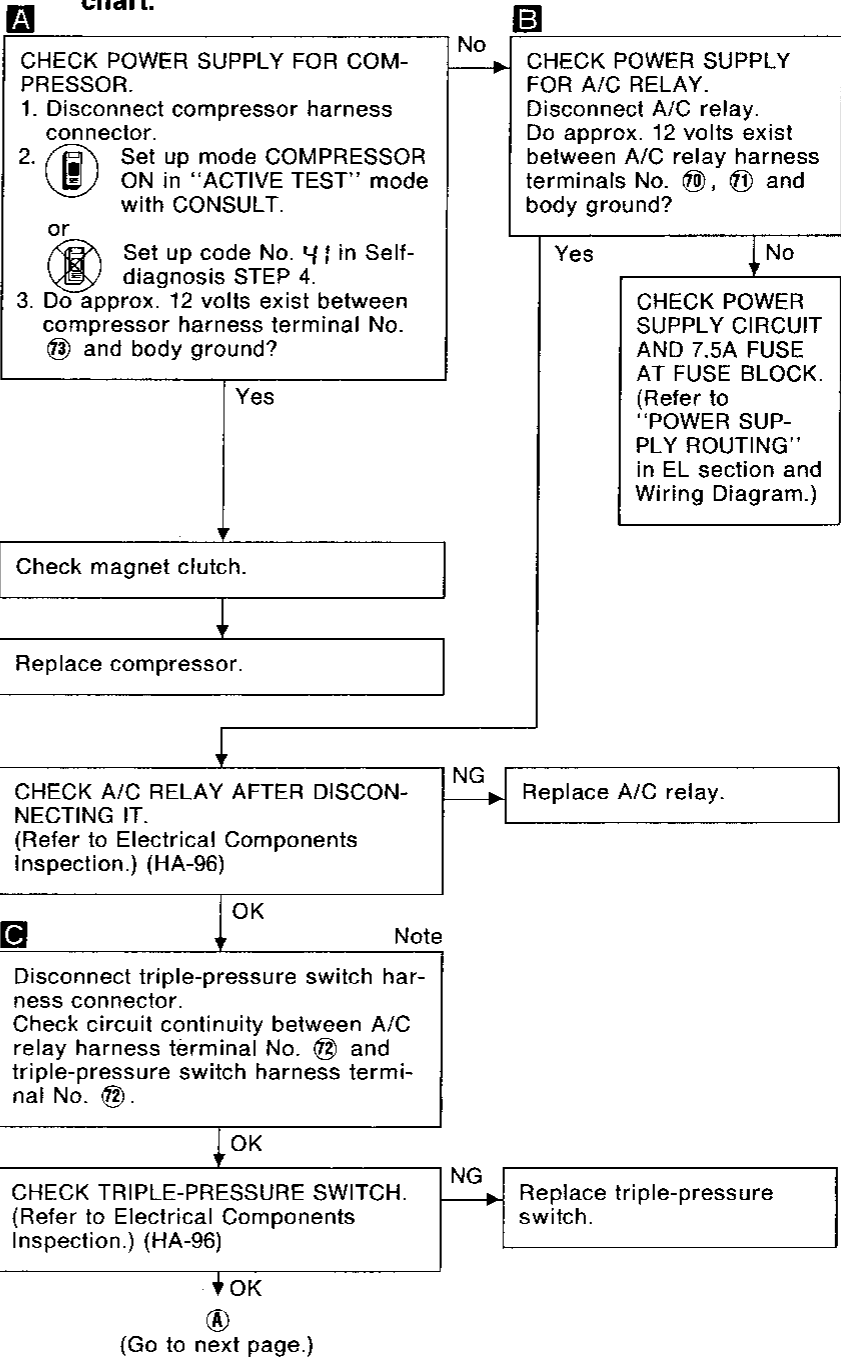 chart.
A
CHECK POWER SUPPLY FOR COM-
PRESSOR.
1. Disconnect compressor harness
connector.
2. Set up mode COMPRESSOR
ON in "ACTIVE TEST" mode
with CONSULT.
or
Set up code No. 41 in Self-
diagnosis STEP 4.
3. Do approx. 12 volts exist between
compressor harness terminal No.
73 and body ground?
No
B
CHECK POWER SUPPLY
FOR A/C RELAY.
Disconnect A/C relay.
Do approx. 12 volts exist
between A/C relay harness
terminals No. 70, 71 and
body ground?
Yes
No
CHECK POWER
SUPPLY CIRCUIT
AND 7.5A FUSE
AT FUSE BLOCK.
(Refer to
"POWER SUP-
PLY ROUTING"
in EL section and
Wiring Diagram.)
Yes
Check magnet clutch.
Replace compressor.
CHECK A/C RELAY AFTER DISCON-
NECTING IT.
(Refer to Electrical Components
Inspection.) (HA-96)
NG
Replace A/C relay.
OK
C
Note
Disconnect triple-pressure switch har-
ness connector.
Check circuit continuity between A/C
relay harness terminal No. 72 and
triple-pressure switch harness termi-
nal No. 72.
OK
CHECK TRIPLE-PRESSURE SWITCH.
(Refer to Electrical Components
Inspection.) (HA-96)
NG
Replace triple-pressure
switch.
OK
A
(Go to next page.)